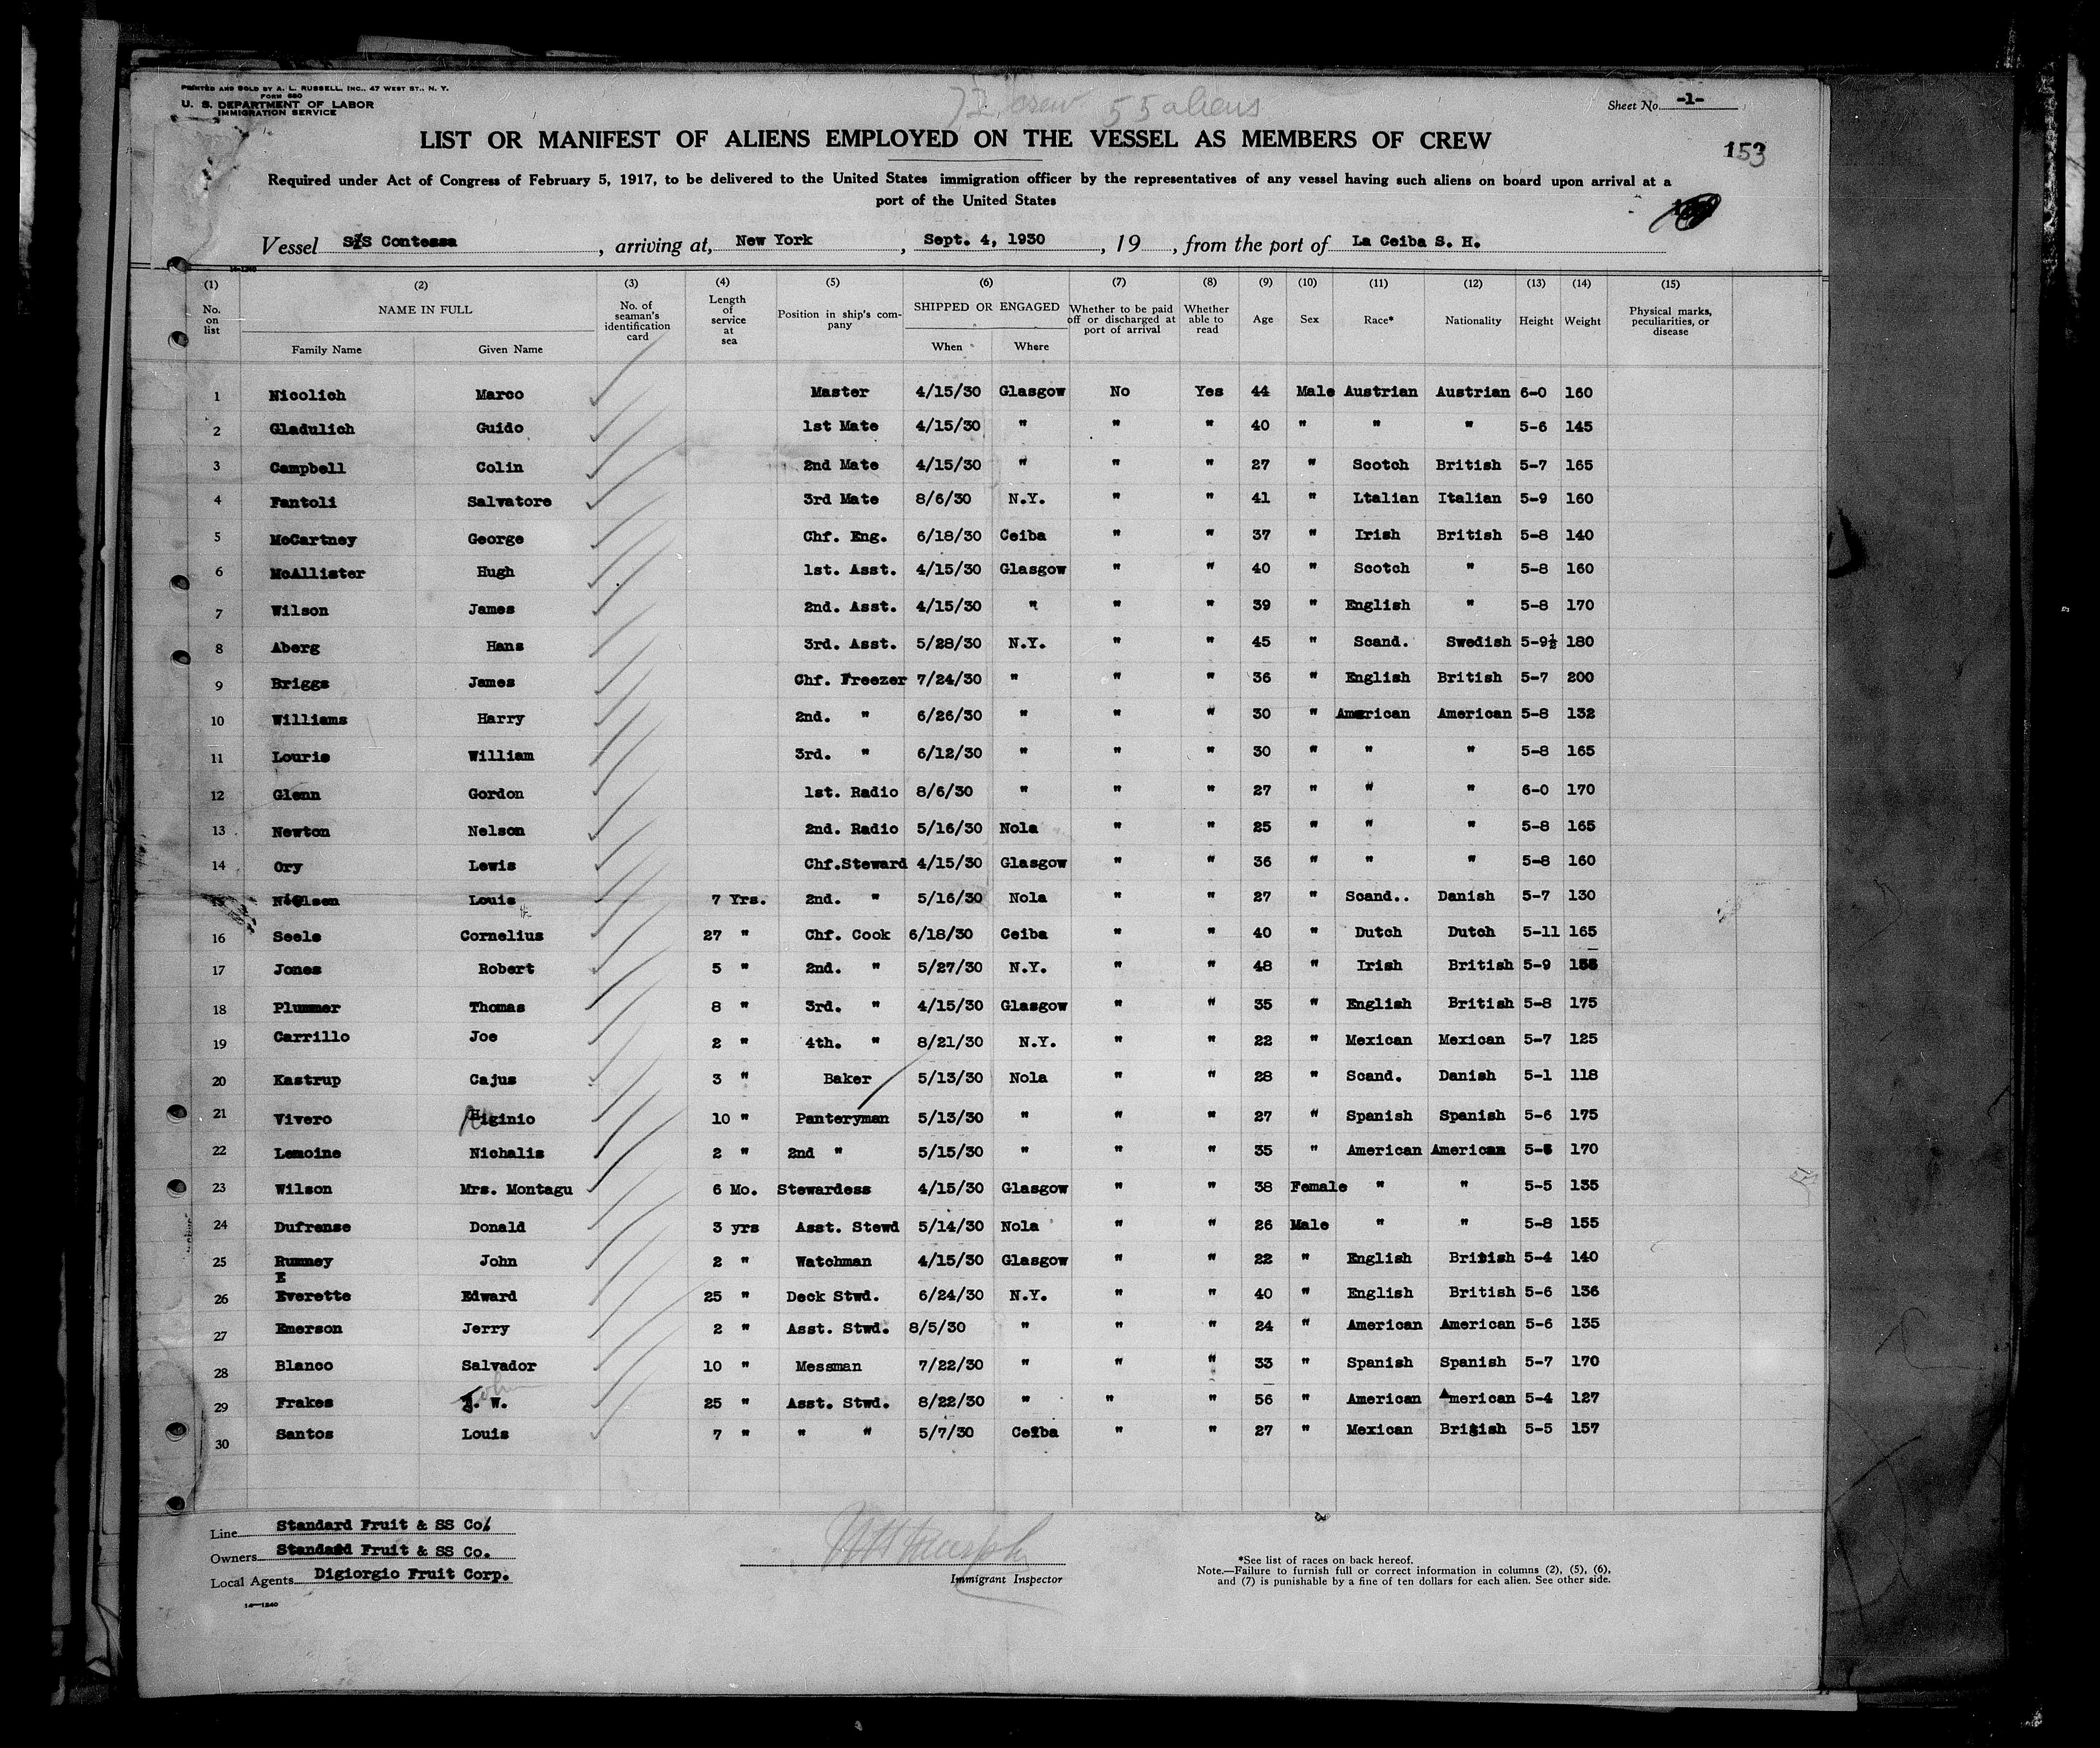 PRINTED AND SOLD BY A. L. RUSSELL, INC., 47 WEST ST., N. Y.
FORM 680
U. S. DEPARTMENT OF LABOR
IMMIGRATION SERVICE
72 crew 55 aliens
Sheet No. -1-
LIST OR MANIFEST OF ALIENS EMPLOYED ON THE VESSEL AS MEMBERS OF CREW
153
Required under Act of Congress of February 5, 1917, to be delivered to the United States immigration officer by the representatives of any vessel having such aliens on board upon arrival at a
port of the United States
Vessel S/S Contessa, arriving at, New York, Sept. 4, 1930, 19, from the port of La Ceiba S. H.
14-1240
(1) (2) (3) (4) (5) (6) (7) (8) (9) (10) (11) (12) (13) (14) (15)
No. on list NAME IN FULL Family Name Given Name No. of seaman's identification card Length of service at sea Position in ship's company SHIPPED OR ENGAGED When Where Whether to be paid off or discharged at port of arrival Whether able to read Age Sex Race* Nationality Height Weight Physical marks, peculiarities, or disease
1 Nicolich Marco Master 4/15/30 Glasgow No Yes 44 Male Austrian Austrian 6-0 160
2 Gladulich Guido 1st Mate 4/15/30 " " " 40 " " " 5-6 145
3 Campbell Colin 2nd Mate 4/15/30 " " " 27 " Scotch British 5-7 165
4 Fantoli Salvatore 3rd Mate 8/6/30 N.Y. " " 41 " Ltalian Italian 5-9 160
5 McCartney George Chf. Eng. 6/18/30 Ceiba " " 37 " Irish British 5-8 140
6 McAllister Hugh 1st. Asst. 4/15/30 Glasgow " " 40 " Scotch " 5-8 160
7 Wilson James 2nd. Asst. 4/15/30 " " " 39 " English " 5-8 170
8 Aberg Hans 3rd. Asst. 5/28/30 N.Y. " " 45 " Scand. Swedish 5-9½ 180
9 Briggs James Chf. Freezer 7/24/30 " " " 36 " English British 5-7 200
10 Williams Harry 2nd. " 6/26/30 " " " 30 " American American 5-8 132
11 Lourie William 3rd. " 6/12/30 " " " 30 " " " 5-8 165
12 Glenn Gordon 1st. Radio 8/6/30 " " " 27 " " " 6-0 170
13 Newton Nelson 2nd. Radio 5/16/30 Nola " " 25 " " " 5-8 165
14 Ory Lewis Chf.Steward 4/15/30 Glasgow " " 36 " " " 5-8 160
15 Nielsen Louis 7 Yrs. 2nd. " 5/16/30 Nola " " 27 " Scand.. Danish 5-7 130
16 Seele Cornelius 27 " Chf. Cook 6/18/30 Ceiba " " 40 " Dutch Dutch 5-11 165
17 Jones Robert 5 " 2nd. " 5/27/30 N.Y. " " 48 " Irish British 5-9
18 Plummer Thomas 8 " 3rd. " 4/15/30 Glasgow " " 35 " English British 5-8 175
19 Carrillo Joe 2 " 4th. " 8/21/30 N.Y. " " 22 " Mexican Mexican 5-7 125
20 Kastrup Cajus 3 " Baker 5/13/30 Nola " " 28 " Scand. Danish 5-1 118
21 Vivero Higinio 10 " Panteryman 5/13/30 " " " 27 " Spanish Spanish 5-6 175
22 Lemoine Nichalis 2 " 2nd " 5/15/30 " " " 35 " American American 170
23 Wilson Mrs. Montagu 6 Mo. Stewardess 4/15/30 Glasgow " " 38 Female " " 5-5 135
24 Dufrense Donald 3 yrs Asst. Stewd 5/14/30 Nola " " 26 Male " " 5-8 155
25 Rummey John 2 " Watchman 4/15/30 Glasgow " " 22 " English British 5-4 140
E
26 Everette Edward 25 " Deck Stwd. 6/24/30 N.Y. " " 40 " English British 5-6 136
27 Emerson Jerry 2 " Asst. Stwd. 8/5/30 " " " 24 " American American 5-6 135
28 Blanco Salvador 10 " Messman 7/22/30 " " " 33 " Spanish Spanish 5-7 170
29 Frakes J. W. John 25 " Asst. Stwd. 8/22/30 " " " 56 " American American 5-4 127
30 Santos Louis 7 " " " 5/7/30 Ceiba " " 27 " Mexican British 5-5 157
Line Standard Fruit & SS Co.
Owners Standard Fruit & SS Co.
Local Agents Digiorgio Fruit Corp.
14-1240
Immigrant Inspector
*See list of races on back hereof.
Note.—Failure to furnish full or correct information in columns (2), (5), (6),
and (7) is punishable by a fine of ten dollars for each alien. See other side.